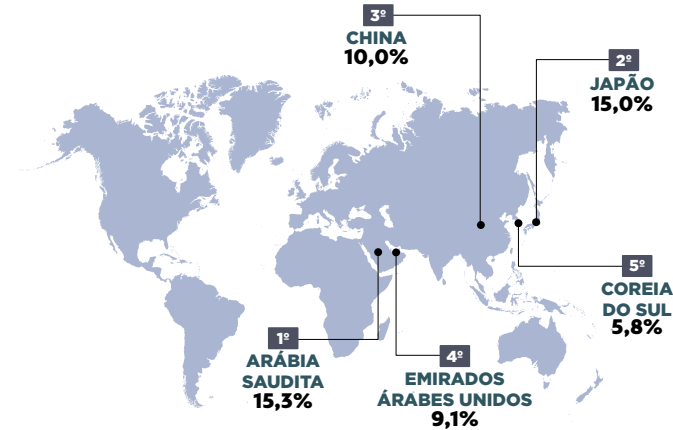 3º
CHINA
10,0%
2º
JAPÃO
15,0%
5º
COREIA
DO SUL
5,8%
1º
ARÁBIA
SAUDITA
15,3%
4º
EMIRADOS
ÁRABES UNIDOS
9,1%